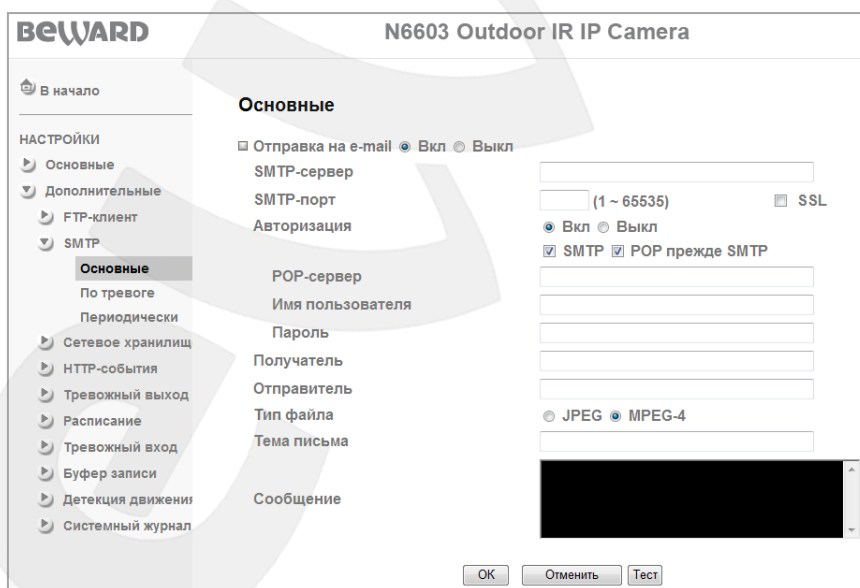 BEWARD
N6603 Outdoor IR IP Camera
В начало
НАСТРОЙКИ
Основные
Дополнительные
FTP-клиент
SMTP
Основные
По тревоге
Периодически
Сетевое хранилищ
HTTP-события
Тревожный выход
Расписание
Тревожный вход
Буфер записи
Детекция движения
Системный журнал
Основные
Отправка на e-mail Вкл Выкл
SMTP-сервер
SMTP-порт (1 ~ 65535) SSL
Авторизация Вкл Выкл
SMTP POP прежде SMTP
POP-сервер
Имя пользователя
Пароль
Получатель
Отправитель
Тип файла JPEG MPEG-4
Тема письма
Сообщение
OK Отменить Тест